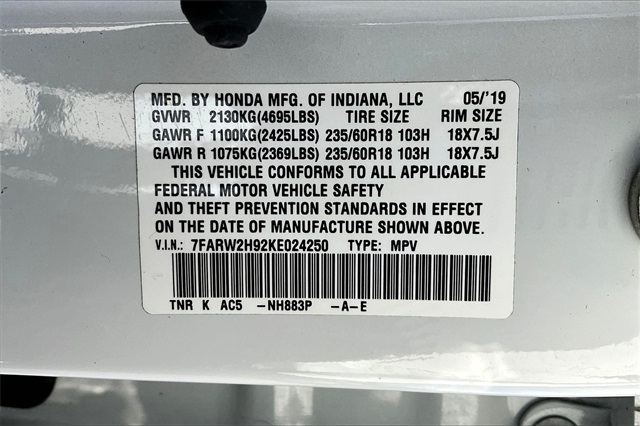 MFD. BY HONDA MFG. OF INDIANA, LLC 05/'19
GVWR 2130KG(4695LBS) TIRE SIZE RIM SIZE
GAWR F 1100KG(2425LBS) 235/60R18 103H 18X7.5J
GAWR R 1075KG(2369LBS) 235/60R18 103H 18X7.5J
THIS VEHICLE CONFORMS TO ALL APPLICABLE
FEDERAL MOTOR VEHICLE SAFETY
AND THEFT PREVENTION STANDARDS IN EFFECT
ON THE DATE OF MANUFACTURE SHOWN ABOVE.
V.I.N.: 7FARW2H92KE024250 TYPE: MPV
TNR K AC5 -NH883P -A-E